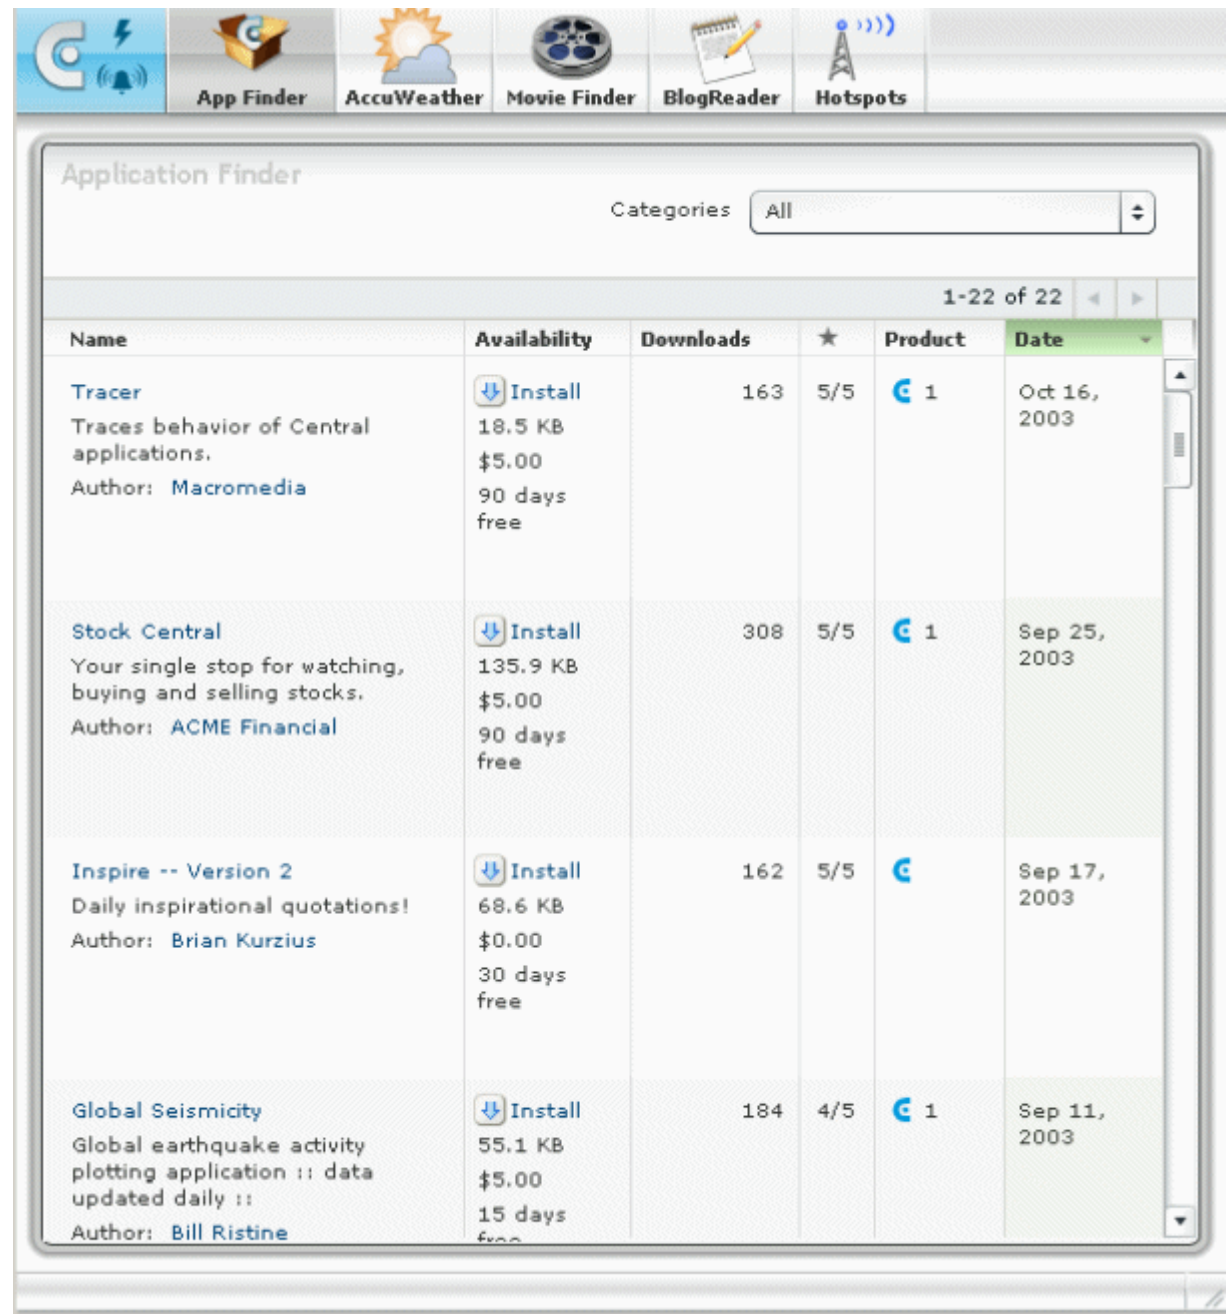 App Finder AccuWeather Movie Finder BlogReader Hotspots
Application Finder
Categories All
1-22 of 22
Name Availability Downloads ★ Product Date
Tracer Install 163 5/5 1 Oct 16,
Traces behavior of Central 18.5 KB 2003
applications. $5.00
Author: Macromedia 90 days
free
Stock Central Install 308 5/5 1 Sep 25,
Your single stop for watching, 135.9 KB 2003
buying and selling stocks. $5.00
Author: ACME Financial 90 days
free
Inspire -- Version 2 Install 162 5/5 Sep 17,
Daily inspirational quotations! 68.6 KB 2003
Author: Brian Kurzius $0.00
30 days
free
Global Seismicity Install 184 4/5 1 Sep 11,
Global earthquake activity 55.1 KB 2003
plotting application :: data $5.00
updated daily :: 15 days
Author: Bill Ristine free